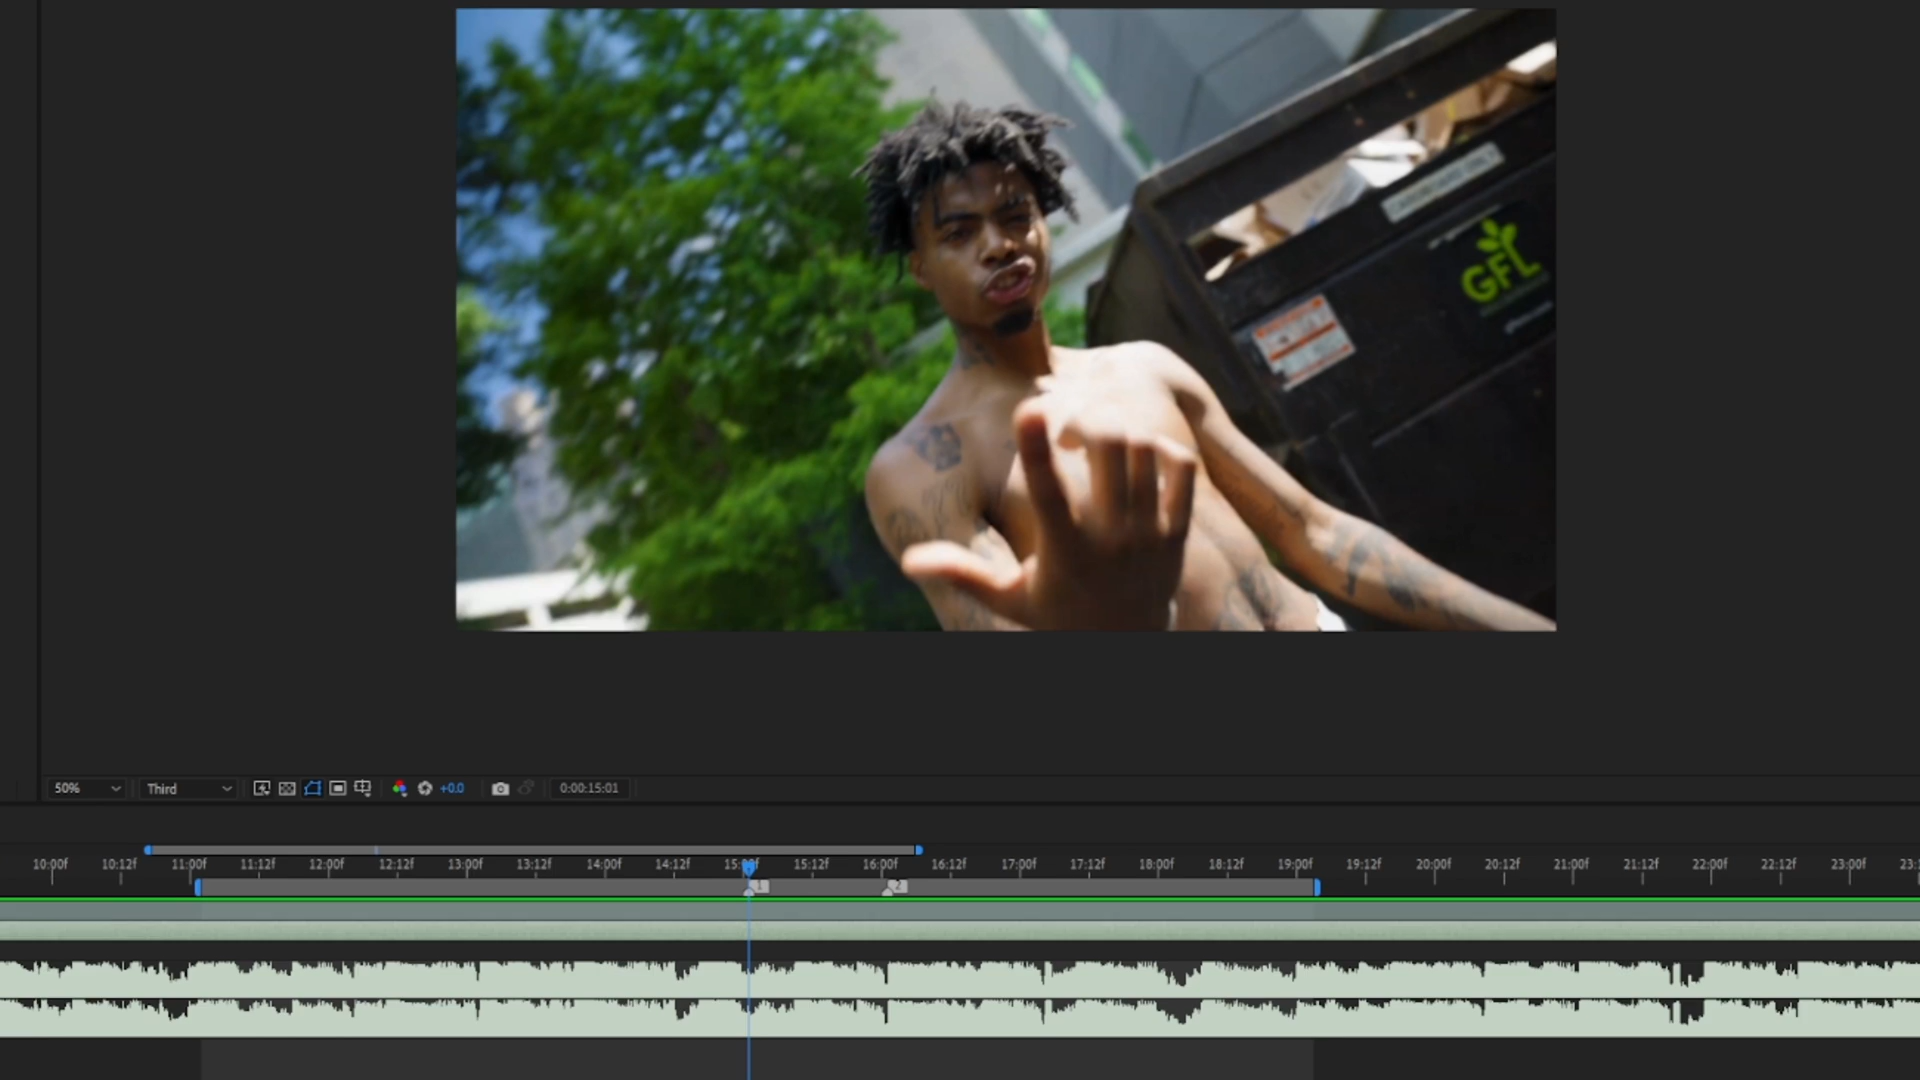 GFL
50%
Third
+0.0
0:00:15:01
10:00f 10:12f 11:00f 11:12f 12:00f 12:12f 13:00f 13:12f 14:00f 14:12f 15:00f 15:12f 16:00f 16:12f 17:00f 17:12f 18:00f 18:12f 19:00f 19:12f 20:00f 20:12f 21:00f 21:12f 22:00f 22:12f 23:00f
1 2